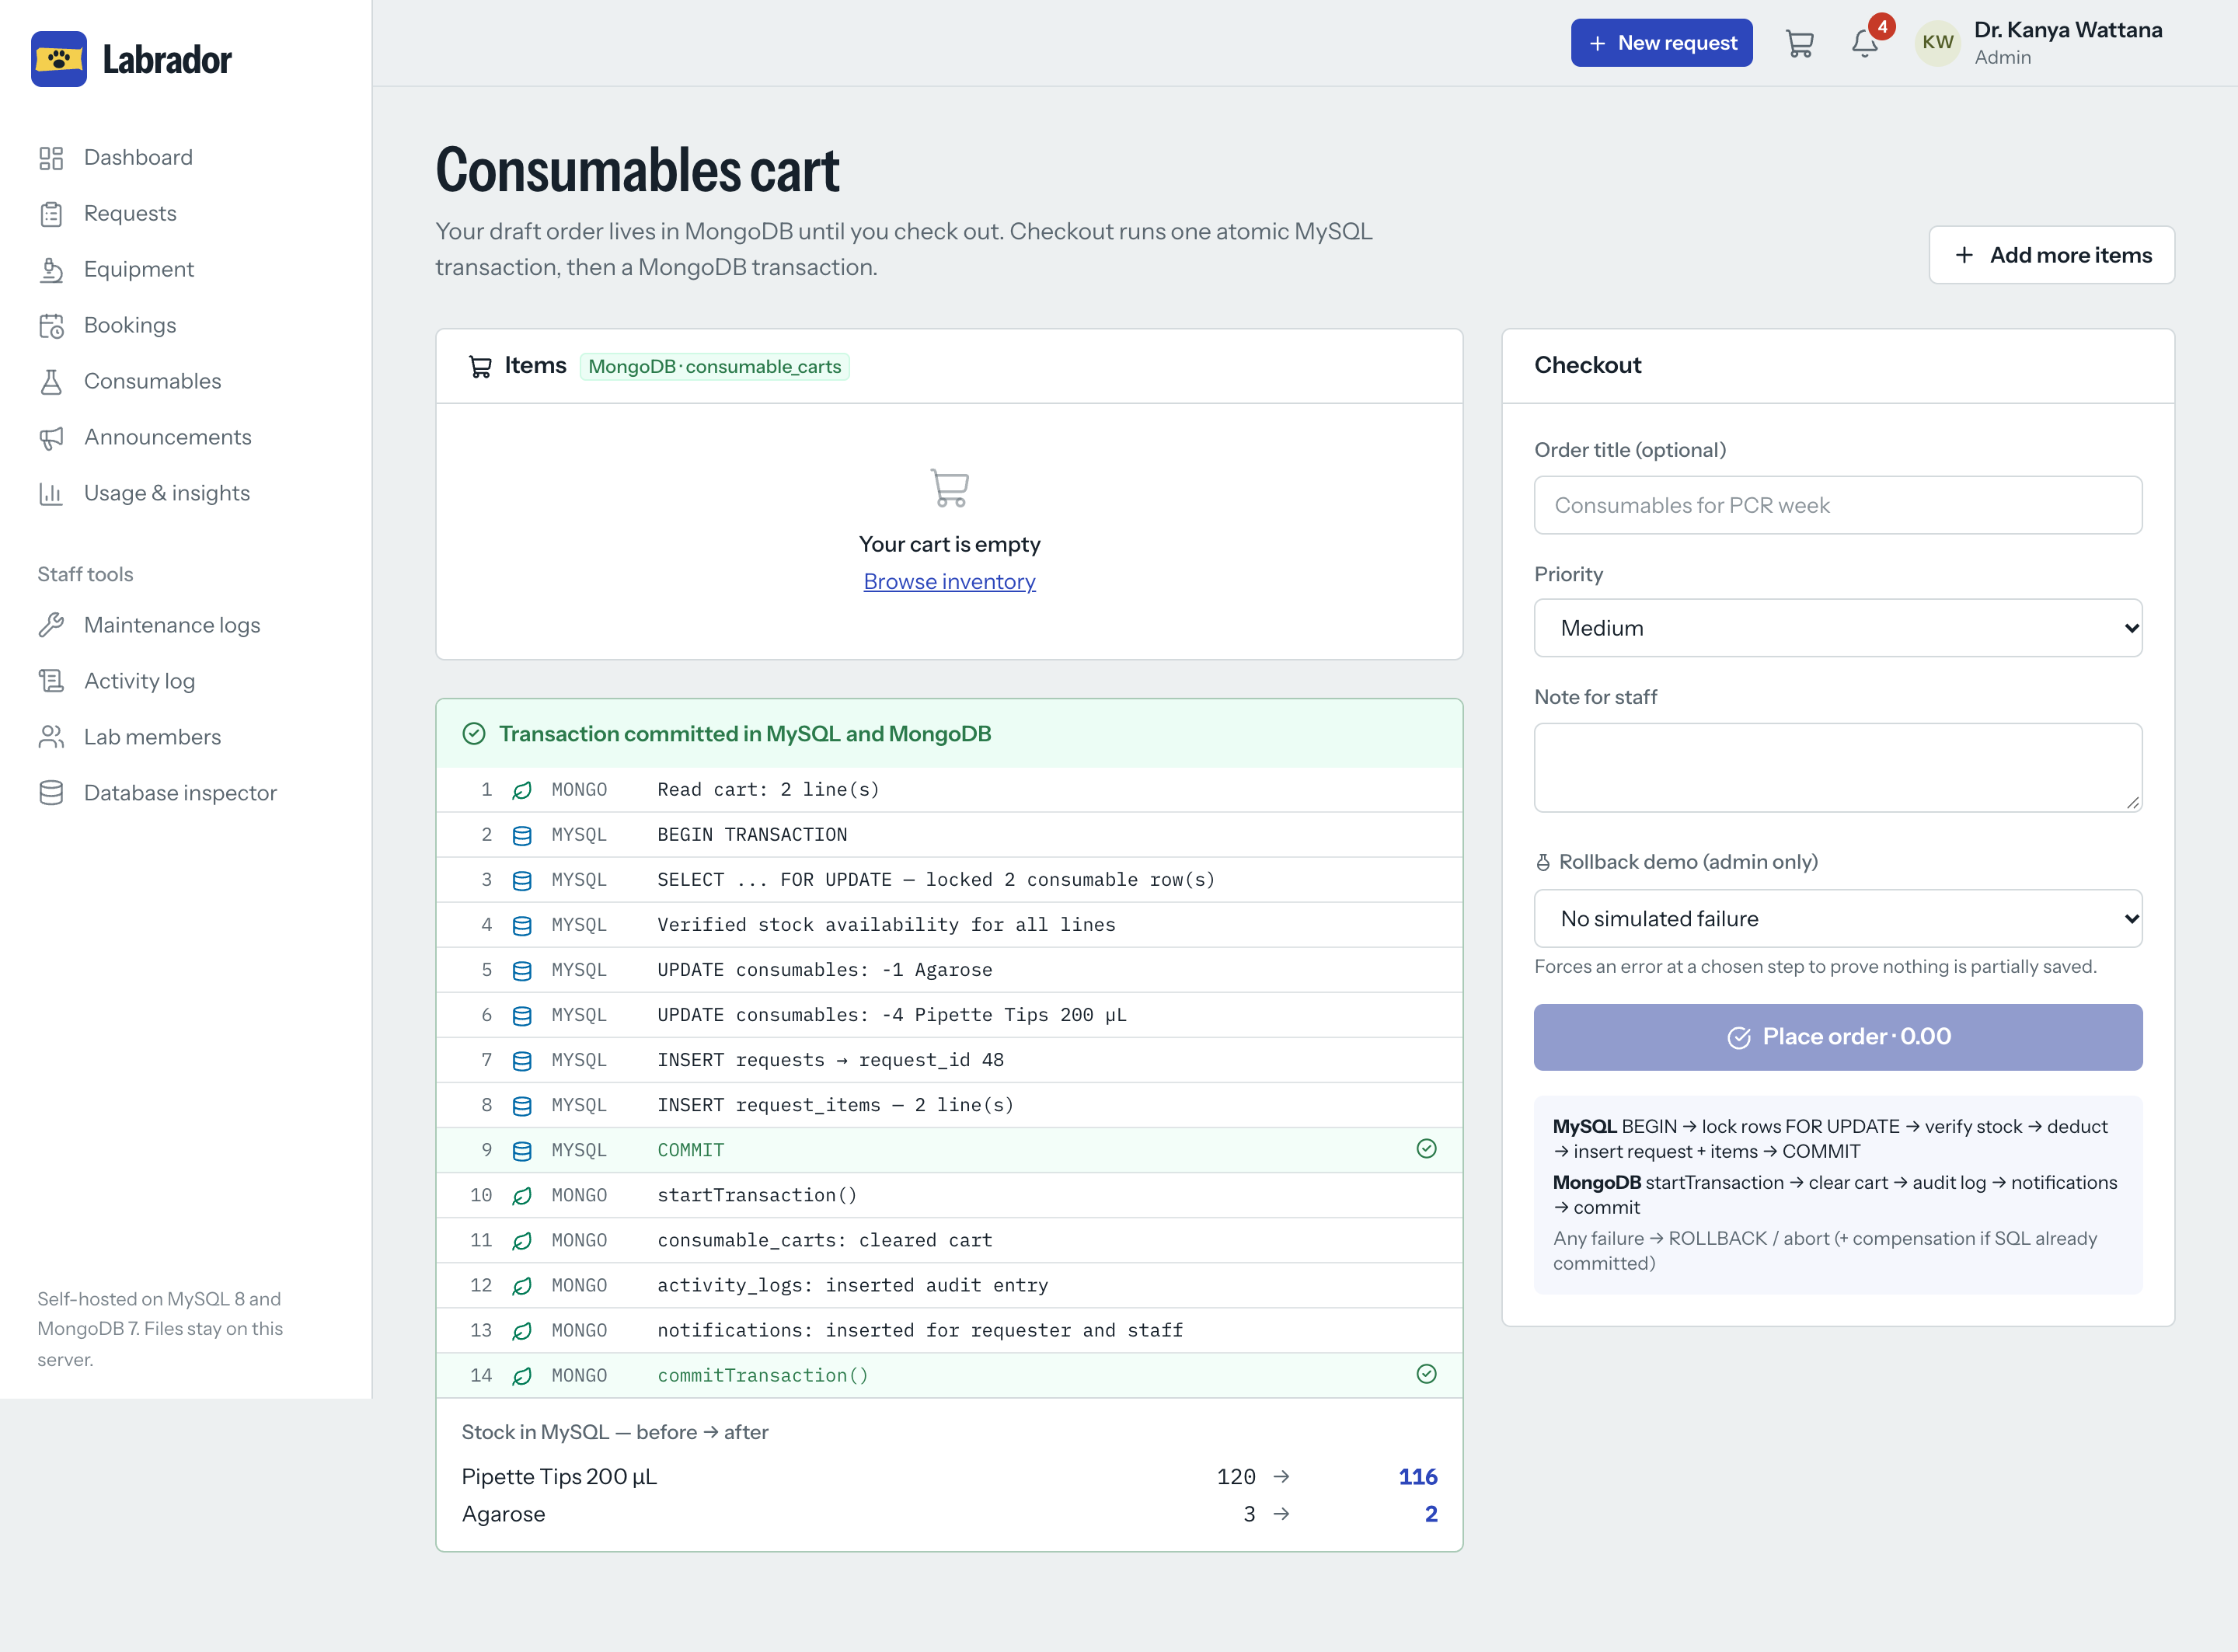 Labrador
Dashboard
Requests
Equipment
Bookings
Consumables
Announcements
Usage & insights
Staff tools
Maintenance logs
Activity log
Lab members
Database inspector
Self-hosted on MySQL 8 and
MongoDB 7. Files stay on this
server.
+ New request
4
KW
Dr. Kanya Wattana
Admin
Consumables cart
Your draft order lives in MongoDB until you check out. Checkout runs one atomic MySQL
transaction, then a MongoDB transaction.
+ Add more items
Items MongoDB · consumable_carts
Your cart is empty
Browse inventory
Transaction committed in MySQL and MongoDB
1 MONGO Read cart: 2 line(s)
2 MYSQL BEGIN TRANSACTION
3 MYSQL SELECT ... FOR UPDATE — locked 2 consumable row(s)
4 MYSQL Verified stock availability for all lines
5 MYSQL UPDATE consumables: -1 Agarose
6 MYSQL UPDATE consumables: -4 Pipette Tips 200 µL
7 MYSQL INSERT requests → request_id 48
8 MYSQL INSERT request_items — 2 line(s)
9 MYSQL COMMIT
10 MONGO startTransaction()
11 MONGO consumable_carts: cleared cart
12 MONGO activity_logs: inserted audit entry
13 MONGO notifications: inserted for requester and staff
14 MONGO commitTransaction()
Stock in MySQL — before → after
Pipette Tips 200 µL 120 → 116
Agarose 3 → 2
Checkout
Order title (optional)
Consumables for PCR week
Priority
Medium
Note for staff
Rollback demo (admin only)
No simulated failure
Forces an error at a chosen step to prove nothing is partially saved.
Place order · 0.00
MySQL BEGIN → lock rows FOR UPDATE → verify stock → deduct
→ insert request + items → COMMIT
MongoDB startTransaction → clear cart → audit log → notifications
→ commit
Any failure → ROLLBACK / abort (+ compensation if SQL already
committed)